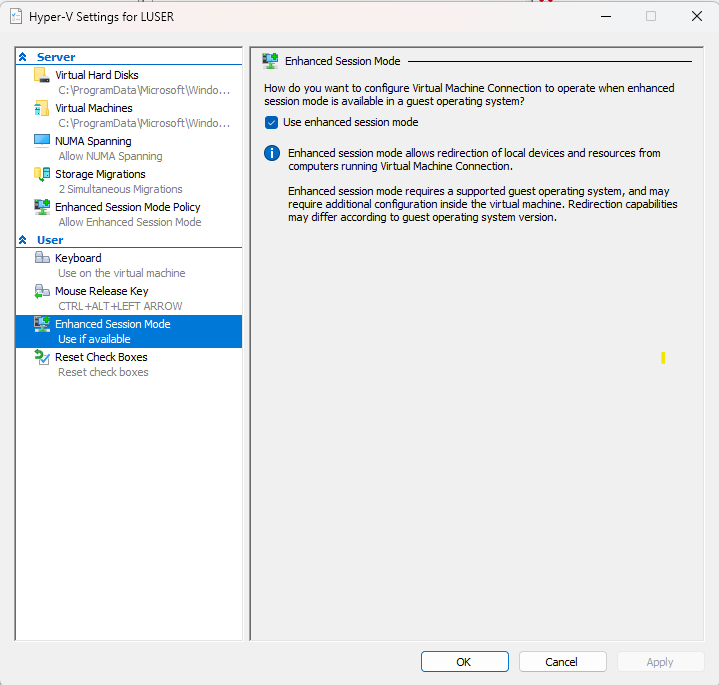 Hyper-V Settings for LUSER
Server
Virtual Hard Disks
C:\ProgramData\Microsoft\Windo...
Virtual Machines
C:\ProgramData\Microsoft\Windo...
NUMA Spanning
Allow NUMA Spanning
Storage Migrations
2 Simultaneous Migrations
Enhanced Session Mode Policy
Allow Enhanced Session Mode
User
Keyboard
Use on the virtual machine
Mouse Release Key
CTRL+ALT+LEFT ARROW
Enhanced Session Mode
Use if available
Reset Check Boxes
Reset check boxes
Enhanced Session Mode
How do you want to configure Virtual Machine Connection to operate when enhanced
session mode is available in a guest operating system?
Use enhanced session mode
Enhanced session mode allows redirection of local devices and resources from
computers running Virtual Machine Connection.
Enhanced session mode requires a supported guest operating system, and may
require additional configuration inside the virtual machine. Redirection capabilities
may differ according to guest operating system version.
OK
Cancel
Apply